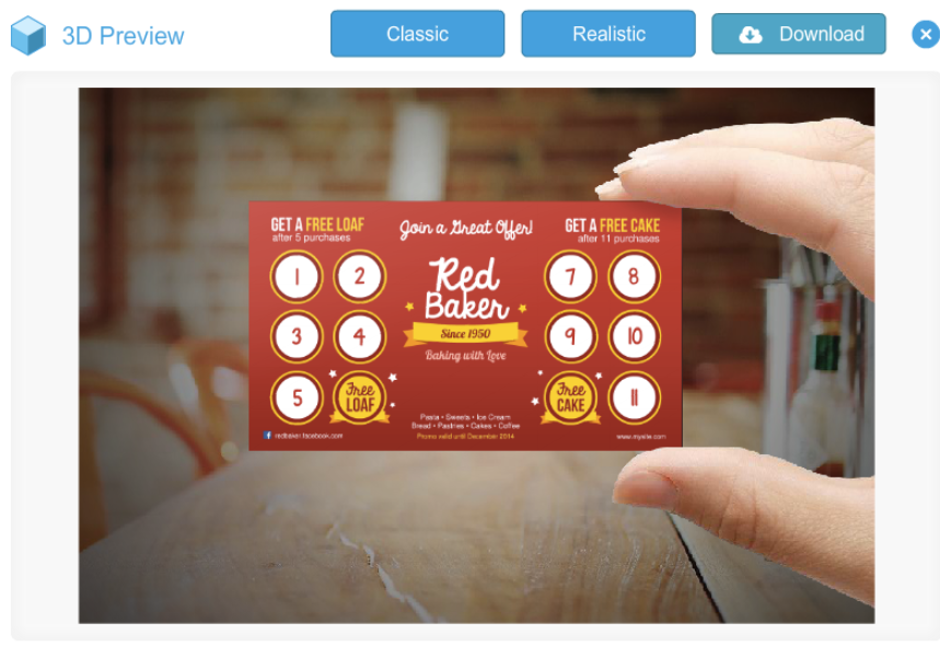 3D Preview
Classic
Realistic
Download
GET A FREE LOAF
after 5 purchases
Join a Great Offer!
GET A FREE CAKE
after 11 purchases
1
2
3
4
5
Free
LOAF
Red
Baker
Since 1950
Baking with Love
Pasta • Sweets • Ice Cream
Bread • Pastries • Cakes • Coffee
Promo valid until December 2014
7
8
9
10
Free
CAKE
11
f redbaker.facebook.com
www.mysite.com